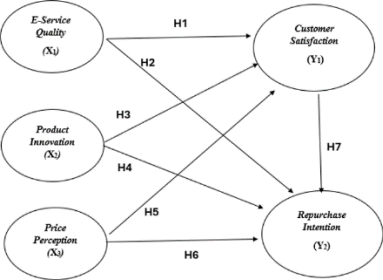 E-Service
Quality
(X₁)
H1
Customer
Satisfaction
(Y₁)
H2
H3
Product
Innovation
(X₂)
H4
H7
H5
Price
Perception
(X₃)
H6
Repurchase
Intention
(Y₂)